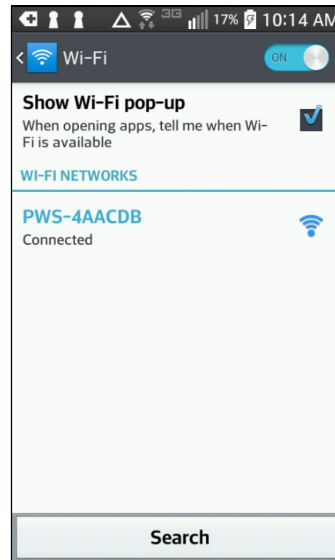 3G 17% 10:14 AM
Wi-Fi ON
Show Wi-Fi pop-up
When opening apps, tell me when Wi-
Fi is available
WI-FI NETWORKS
PWS-4AACDB
Connected
Search